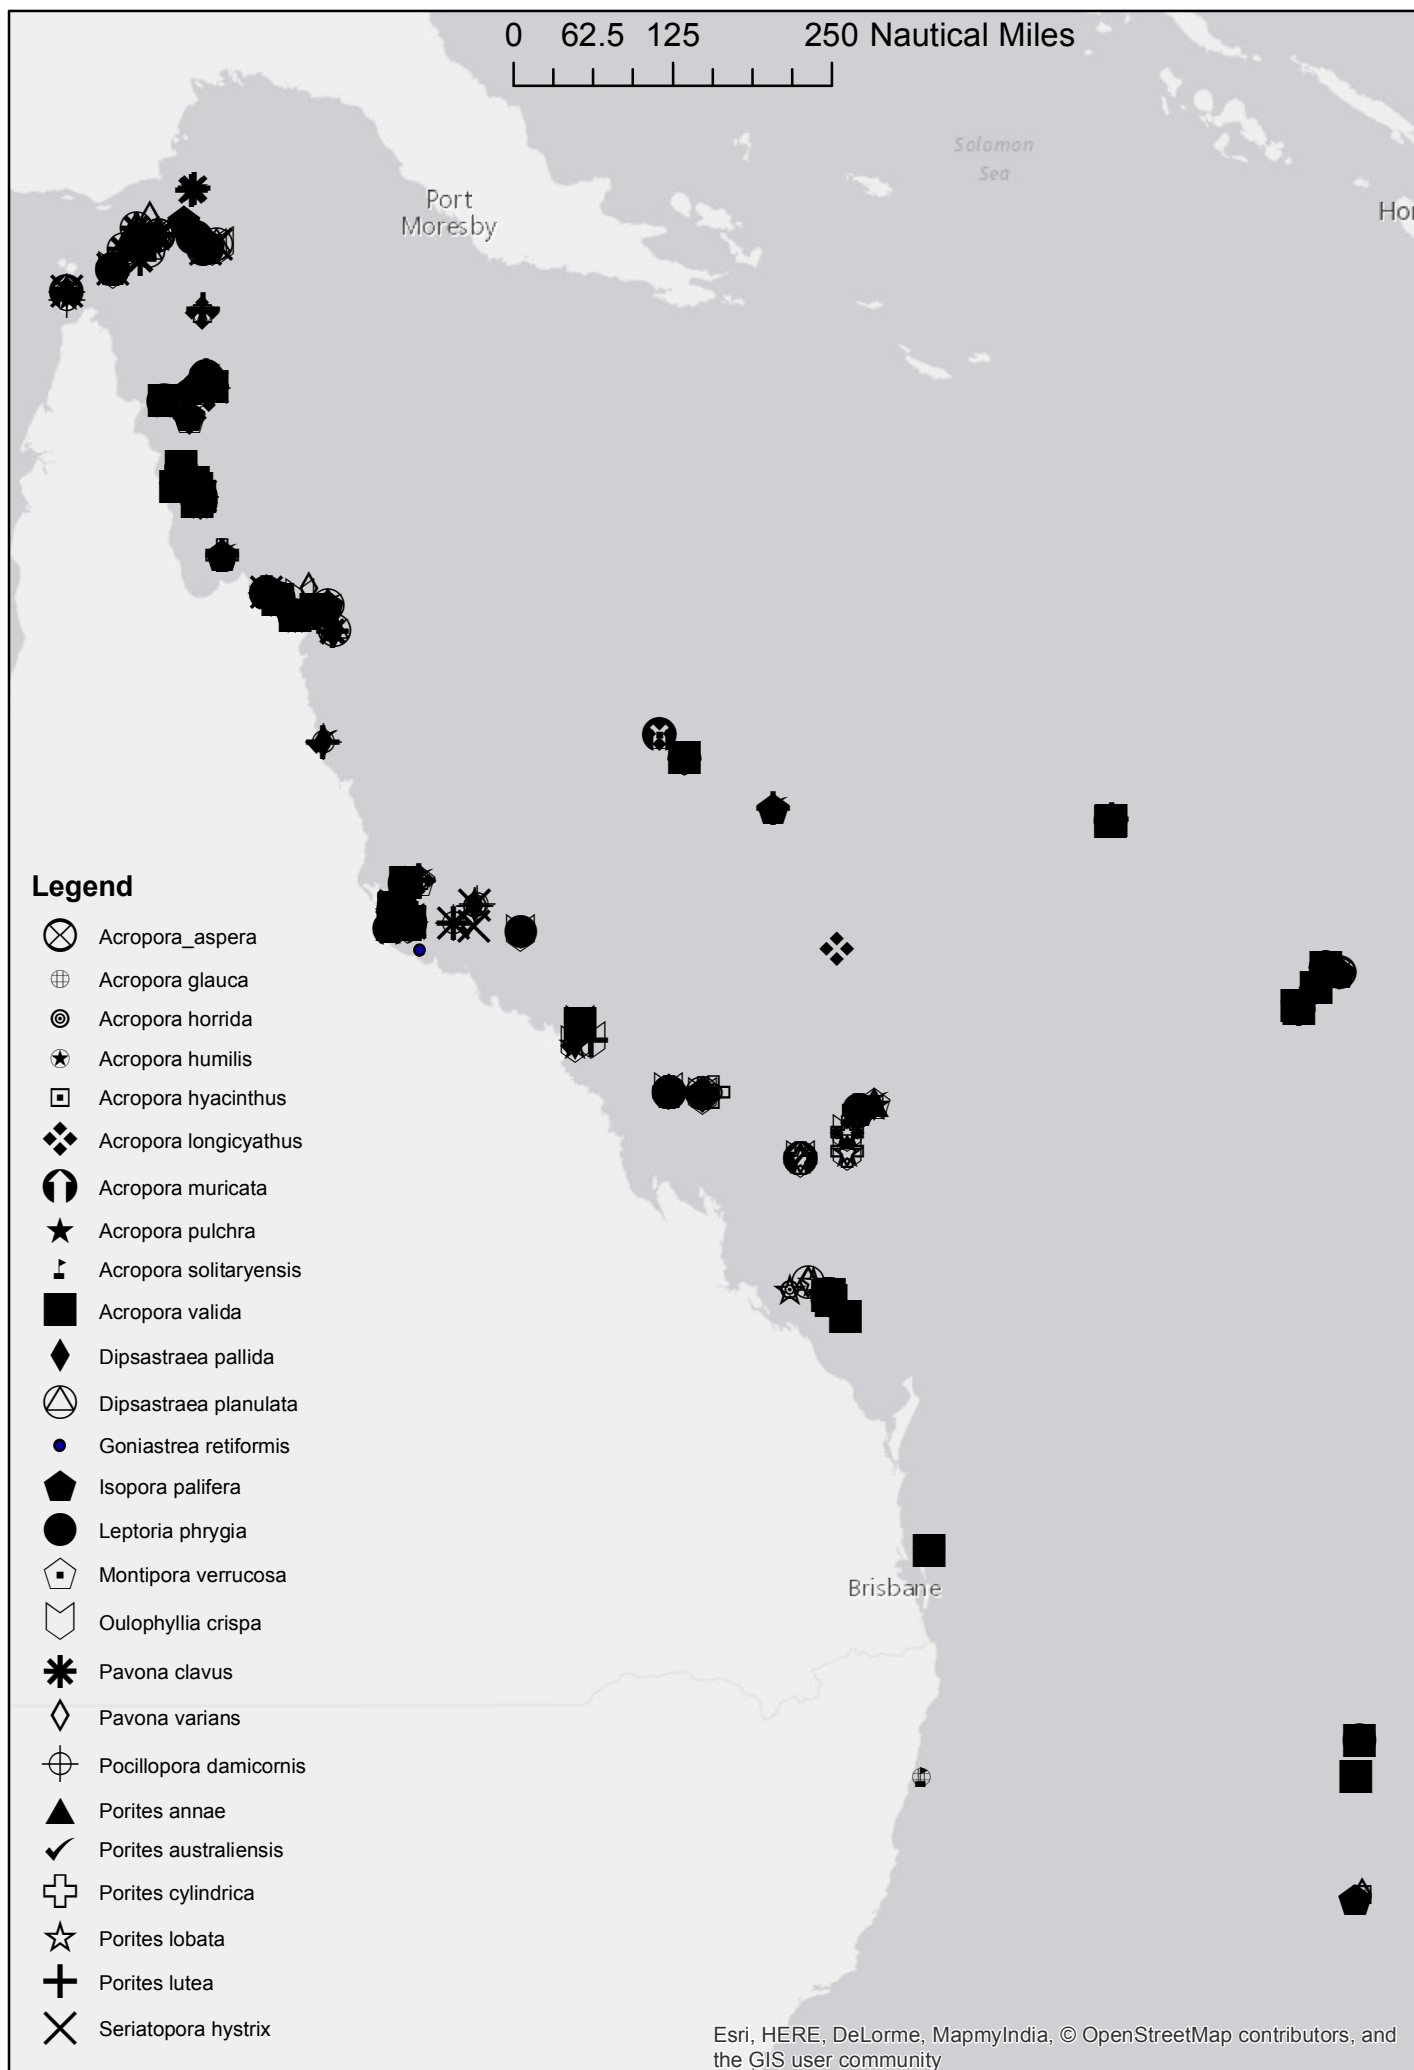 0 62.5 125 250 Nautical Miles
Solomon
Sea
Port
Moresby
Hor
Legend
Acropora_aspera
Acropora glauca
Acropora horrida
Acropora humilis
Acropora hyacinthus
Acropora longicyathus
Acropora muricata
Acropora pulchra
Acropora solitaryensis
Acropora valida
Dipsastraea pallida
Dipsastraea planulata
Goniastrea retiformis
Isopora palifera
Leptoria phrygia
Montipora verrucosa
Oulophyllia crispa
Pavona clavus
Pavona varians
Pocillopora damicornis
Porites annae
Porites australiensis
Porites cylindrica
Porites lobata
Porites lutea
Seriatopora hystrix
Brisbane
Esri, HERE, DeLorme, MapmyIndia, © OpenStreetMap contributors, and
the GIS user community